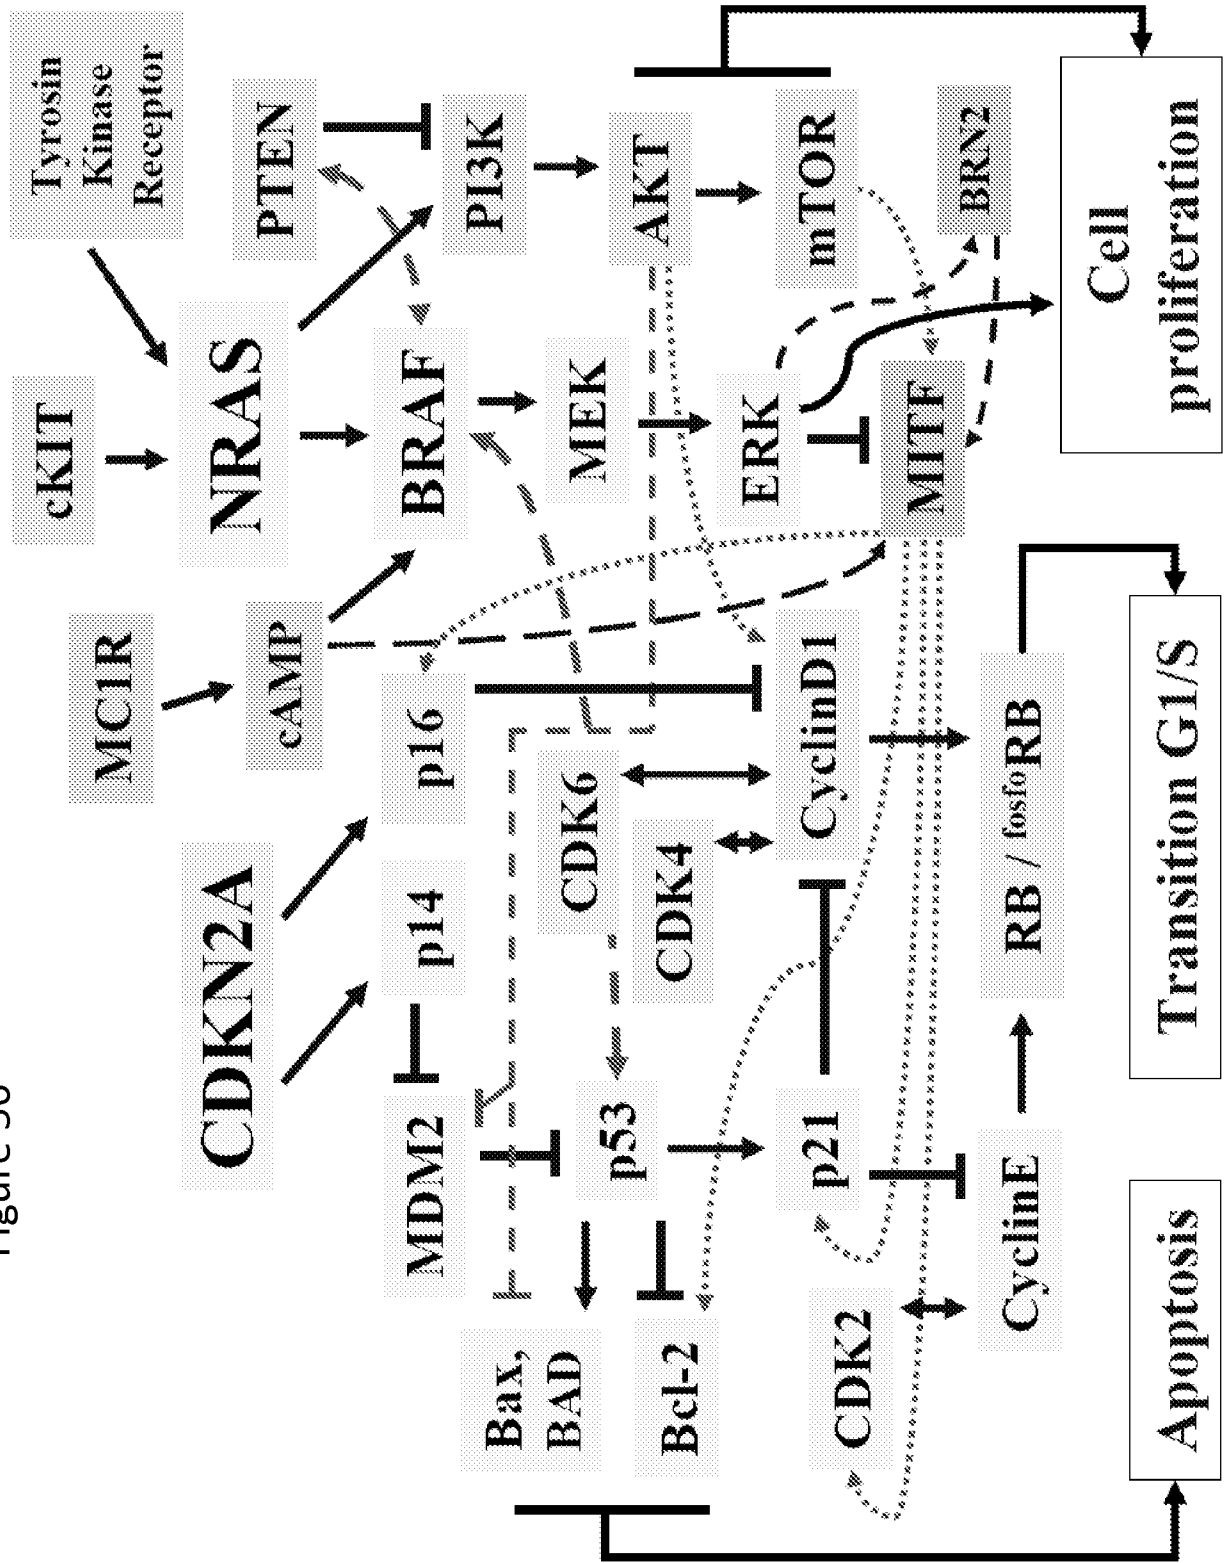 Tyrosin
Kinase
Receptor
cKIT
MC1R
CDKN2A
PTEN
NRAS
cAMP
PI3K
BRAF
p16
p14
MDM2
AKT
MEK
CDK6
p53
Bax,
BAD
CDK4
Bcl-2
mTOR
ERK
CyclinD1
p21
CDK2
BRN2
MITF
RB / fosfoRB
CyclinE
Cell
proliferation
Transition G1/S
Apoptosis